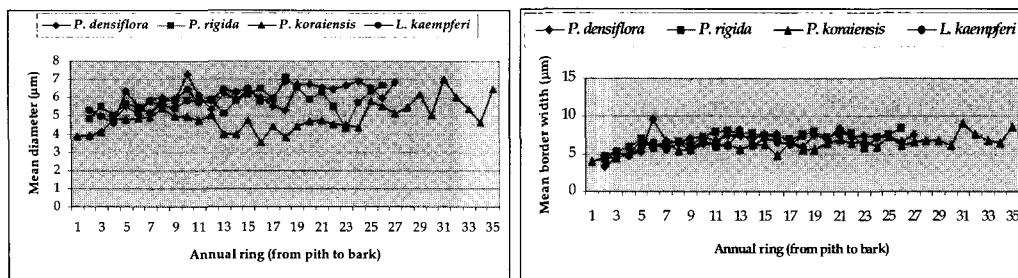 P. densiflora P. rigida P. koraiensis L. kaempferi
Mean diameter (μm)
8
7
6
5
4
3
2
1
0
1 3 5 7 9 11 13 15 17 19 21 23 25 27 29 31 33 35
Annual ring (from pith to bark)
P. densiflora P. rigida P. koraiensis L. kaempferi
Mean border width (μm)
15
10
5
0
1 3 5 7 9 11 13 15 17 19 21 23 25 27 29 31 33 35
Annual ring (from pith to bark)